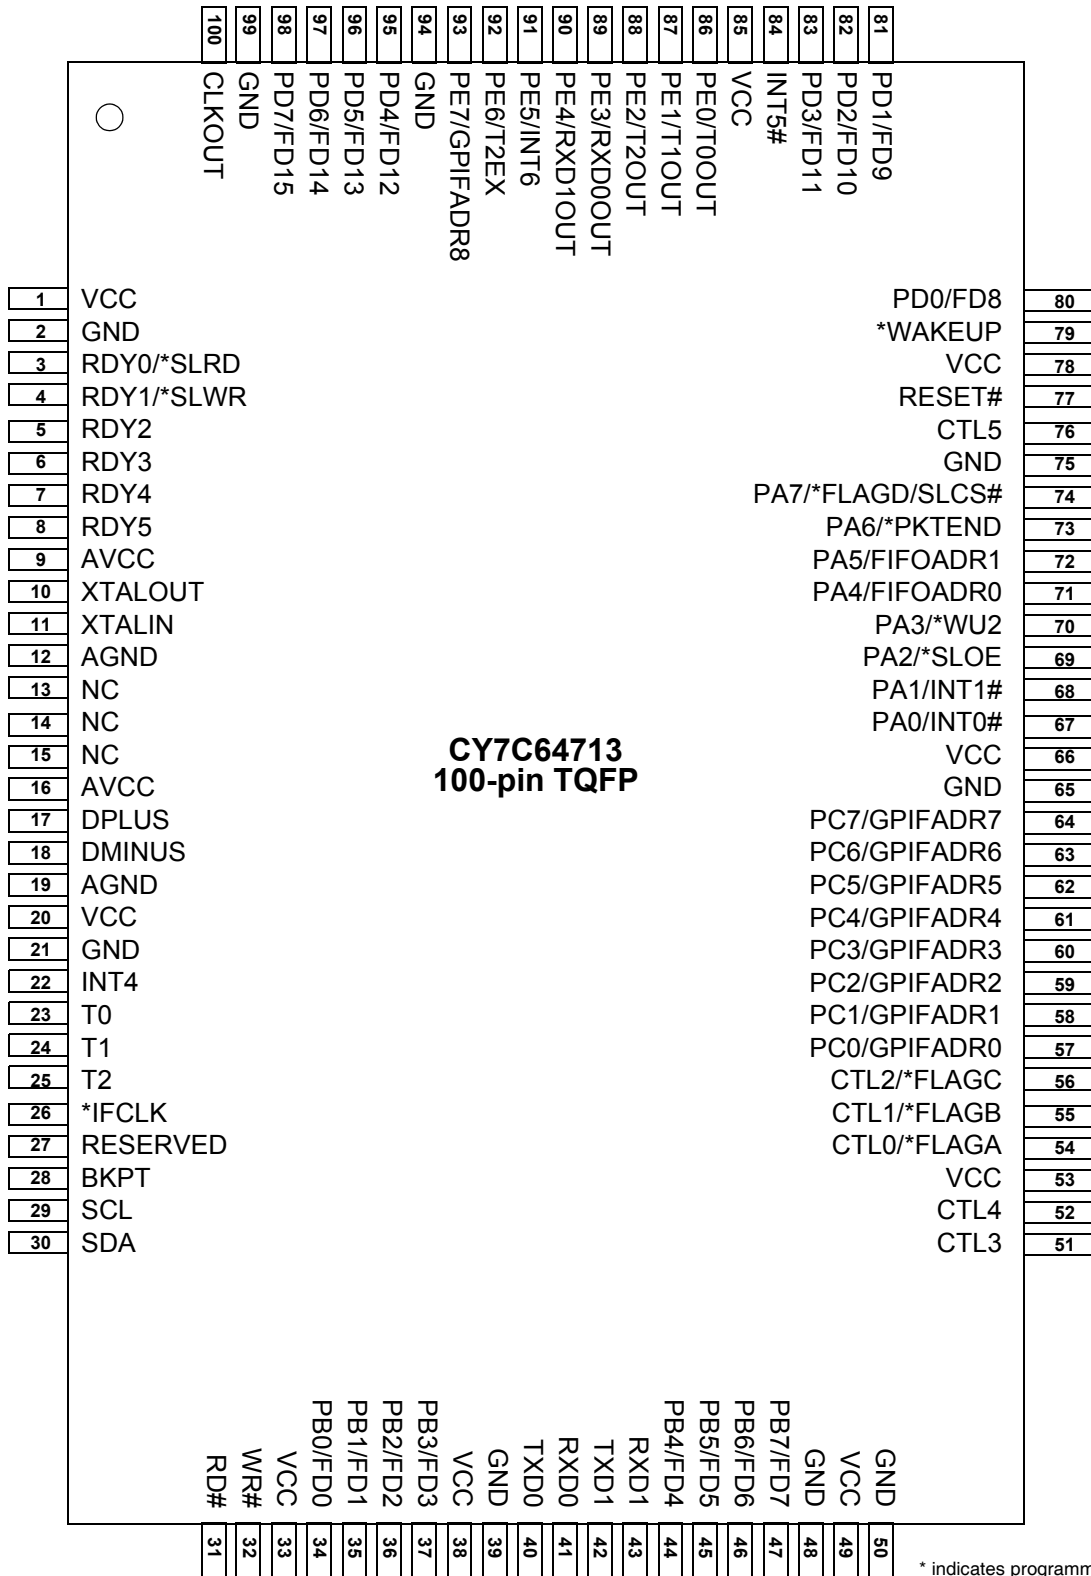 100 99 98 97 96 95 94 93 92 91 90 89 88 87 86 85 84 83 82 81
CLKOUT
GND
PD7/FD15
PD6/FD14
PD5/FD13
PD4/FD12
GND
PE7/GPIFADR8
PE6/T2EX
PE5/INT6
PE4/RXD1OUT
PE3/RXD0OUT
PE2/T2OUT
PE1/T1OUT
PE0/T0OUT
VCC
INT5#
PD3/FD11
PD2/FD10
PD1/FD9
1 VCC
2 GND
3 RDY0/*SLRD
4 RDY1/*SLWR
5 RDY2
6 RDY3
7 RDY4
8 RDY5
9 AVCC
10 XTALOUT
11 XTALIN
12 AGND
13 NC
14 NC
15 NC
16 AVCC
17 DPLUS
18 DMINUS
19 AGND
20 VCC
21 GND
22 INT4
23 T0
24 T1
25 T2
26 *IFCLK
27 RESERVED
28 BKPT
29 SCL
30 SDA
CY7C64713
100-pin TQFP
PD0/FD8 80
*WAKEUP 79
VCC 78
RESET# 77
CTL5 76
GND 75
PA7/*FLAGD/SLCS# 74
PA6/*PKTEND 73
PA5/FIFOADR1 72
PA4/FIFOADR0 71
PA3/*WU2 70
PA2/*SLOE 69
PA1/INT1# 68
PA0/INT0# 67
VCC 66
GND 65
PC7/GPIFADR7 64
PC6/GPIFADR6 63
PC5/GPIFADR5 62
PC4/GPIFADR4 61
PC3/GPIFADR3 60
PC2/GPIFADR2 59
PC1/GPIFADR1 58
PC0/GPIFADR0 57
CTL2/*FLAGC 56
CTL1/*FLAGB 55
CTL0/*FLAGA 54
VCC 53
CTL4 52
CTL3 51
RD#
WR#
VCC
PB0/FD0
PB1/FD1
PB2/FD2
PB3/FD3
VCC
GND
TXD0
RXD0
TXD1
RXD1
PB4/FD4
PB5/FD5
PB6/FD6
PB7/FD7
GND
VCC
GND
31 32 33 34 35 36 37 38 39 40 41 42 43 44 45 46 47 48 49 50
* indicates programm